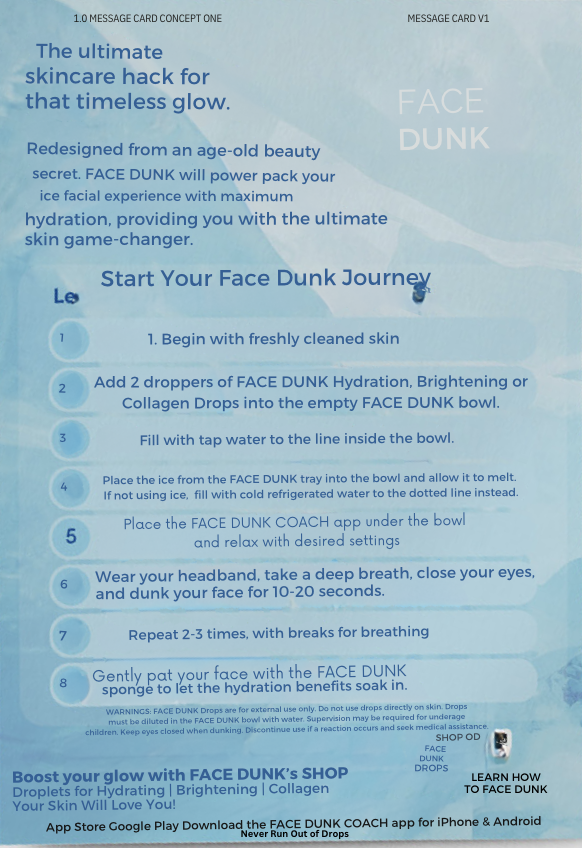 1.0 MESSAGE CARD CONCEPT ONE
MESSAGE CARD V1
The ultimate
skincare hack for
that timeless glow.
FACE
DUNK
Redesigned from an age-old beauty
secret. FACE DUNK will power pack your
ice facial experience with maximum
hydration, providing you with the ultimate
skin game-changer.
Start Your Face Dunk Journey
Le
1
1. Begin with freshly cleaned skin
2
Add 2 droppers of FACE DUNK Hydration, Brightening or
Collagen Drops into the empty FACE DUNK bowl.
3
Fill with tap water to the line inside the bowl.
4
Place the ice from the FACE DUNK tray into the bowl and allow it to melt.
If not using ice, fill with cold refrigerated water to the dotted line instead.
5
Place the FACE DUNK COACH app under the bowl
and relax with desired settings
6
Wear your headband, take a deep breath, close your eyes,
and dunk your face for 10-20 seconds.
7
Repeat 2-3 times, with breaks for breathing
8
Gently pat your face with the FACE DUNK
sponge to let the hydration benefits soak in.
WARNINGS: FACE DUNK Drops are for external use only. Do not use drops directly on skin. Drops
must be diluted in the FACE DUNK bowl with water. Supervision may be required for underage
children. Keep eyes closed when dunking. Discontinue use if a reaction occurs and seek medical assistance.
SHOP OD
FACE
DUNK
DROPS
LEARN HOW
TO FACE DUNK
Boost your glow with FACE DUNK's SHOP
Droplets for Hydrating | Brightening | Collagen
Your Skin Will Love You!
App Store Google Play Download the FACE DUNK COACH app for iPhone & Android
Never Run Out of Drops